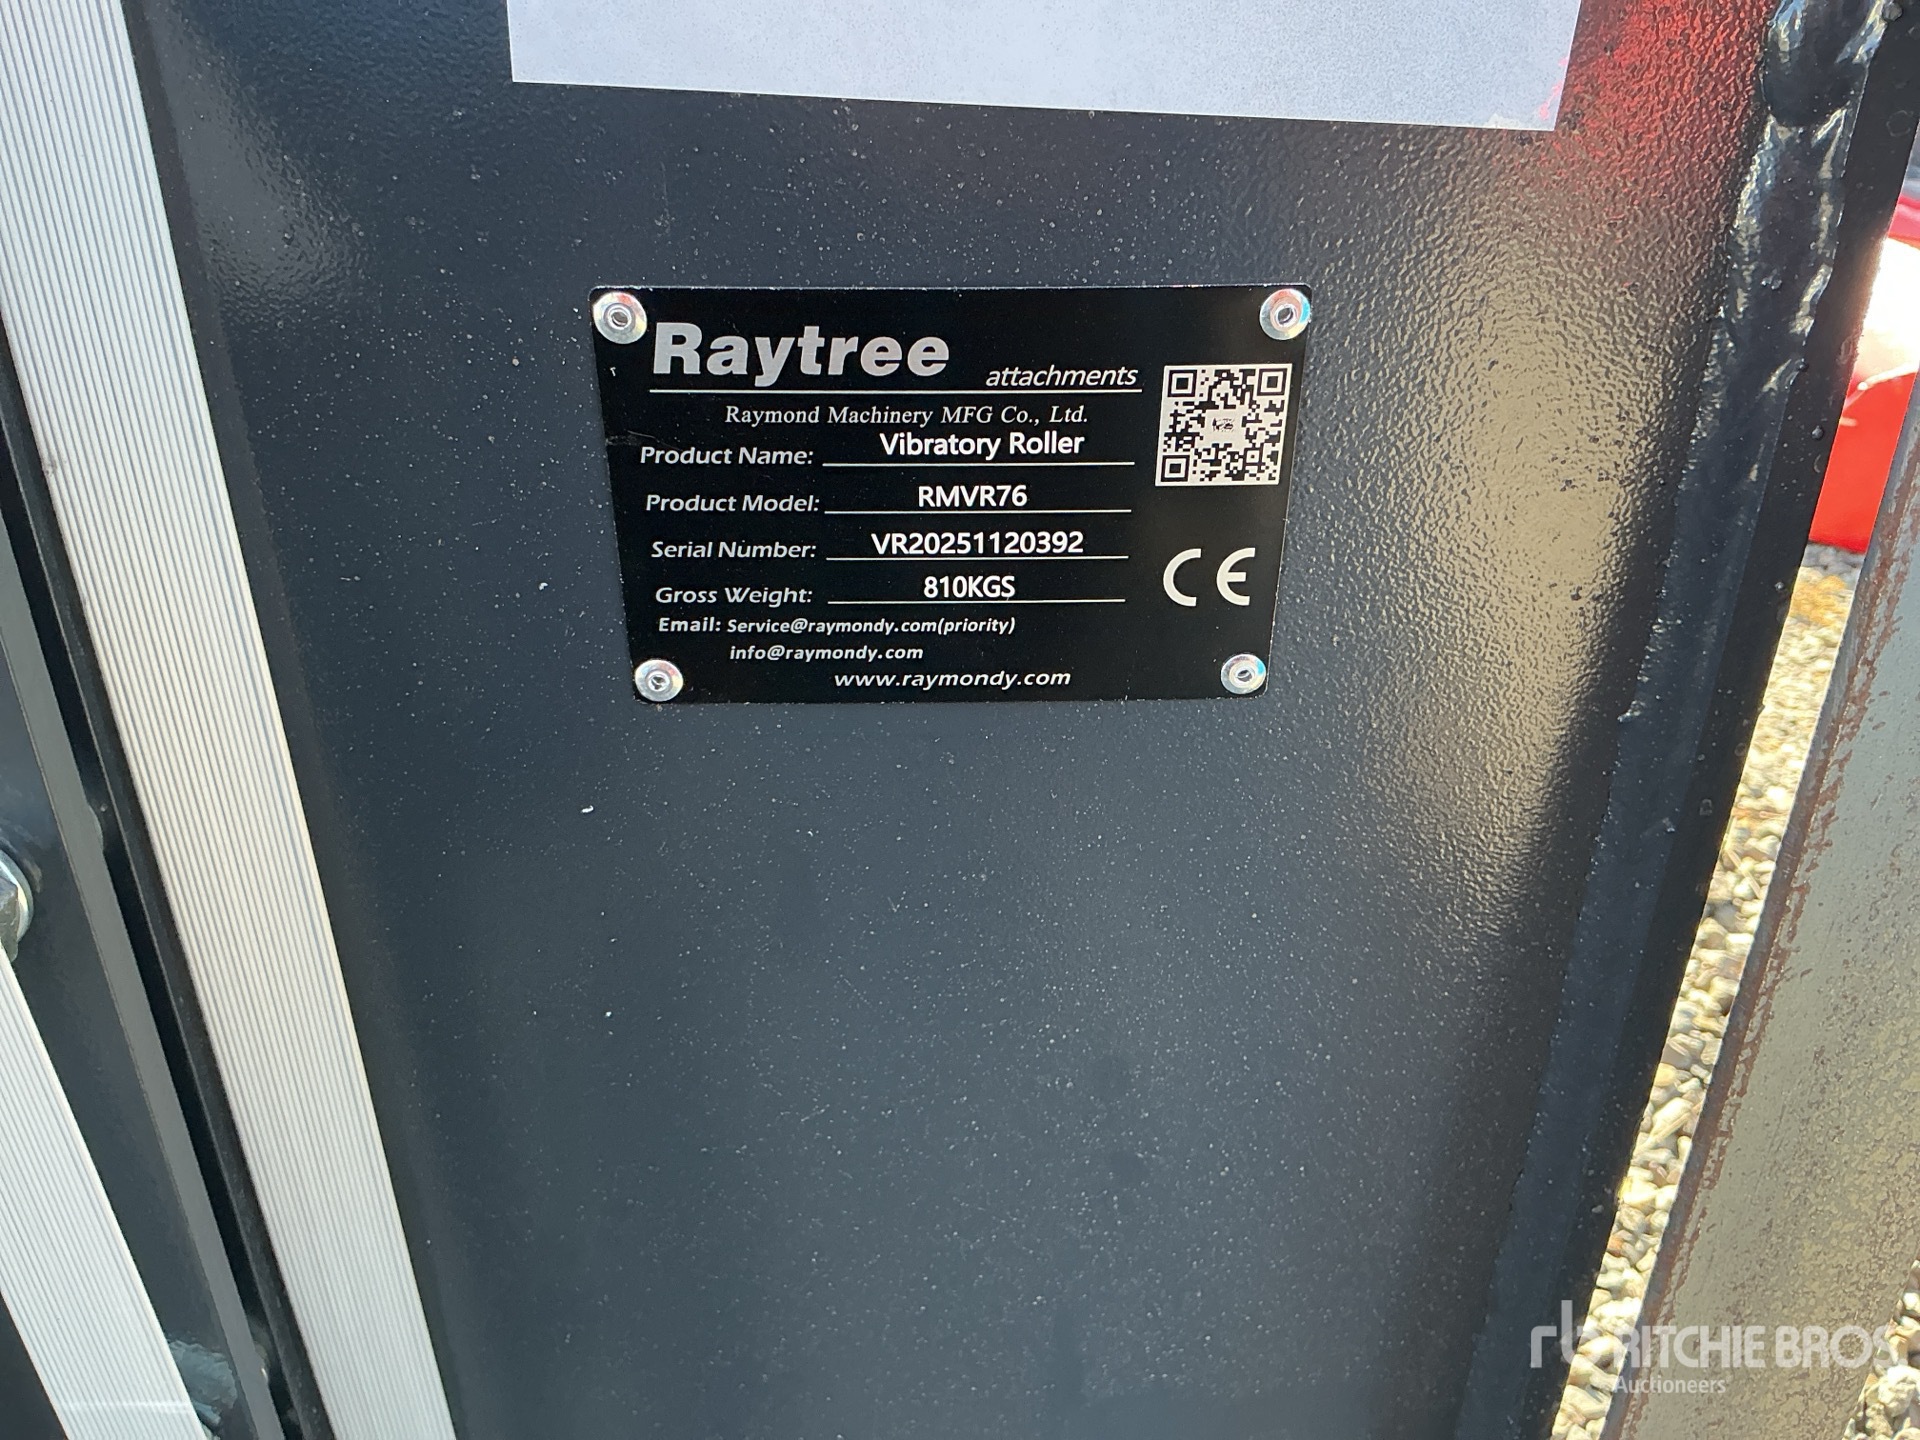 Raytree attachments
Raymond Machinery MFG Co., Ltd.
Product Name: Vibratory Roller
Product Model: RMVR76
Serial Number: VR20251120392
Gross Weight: 810KGS
Email: Service@raymondy.com(priority)
info@raymondy.com
www.raymondy.com
CE
rb RITCHIE BROS
Auctioneers